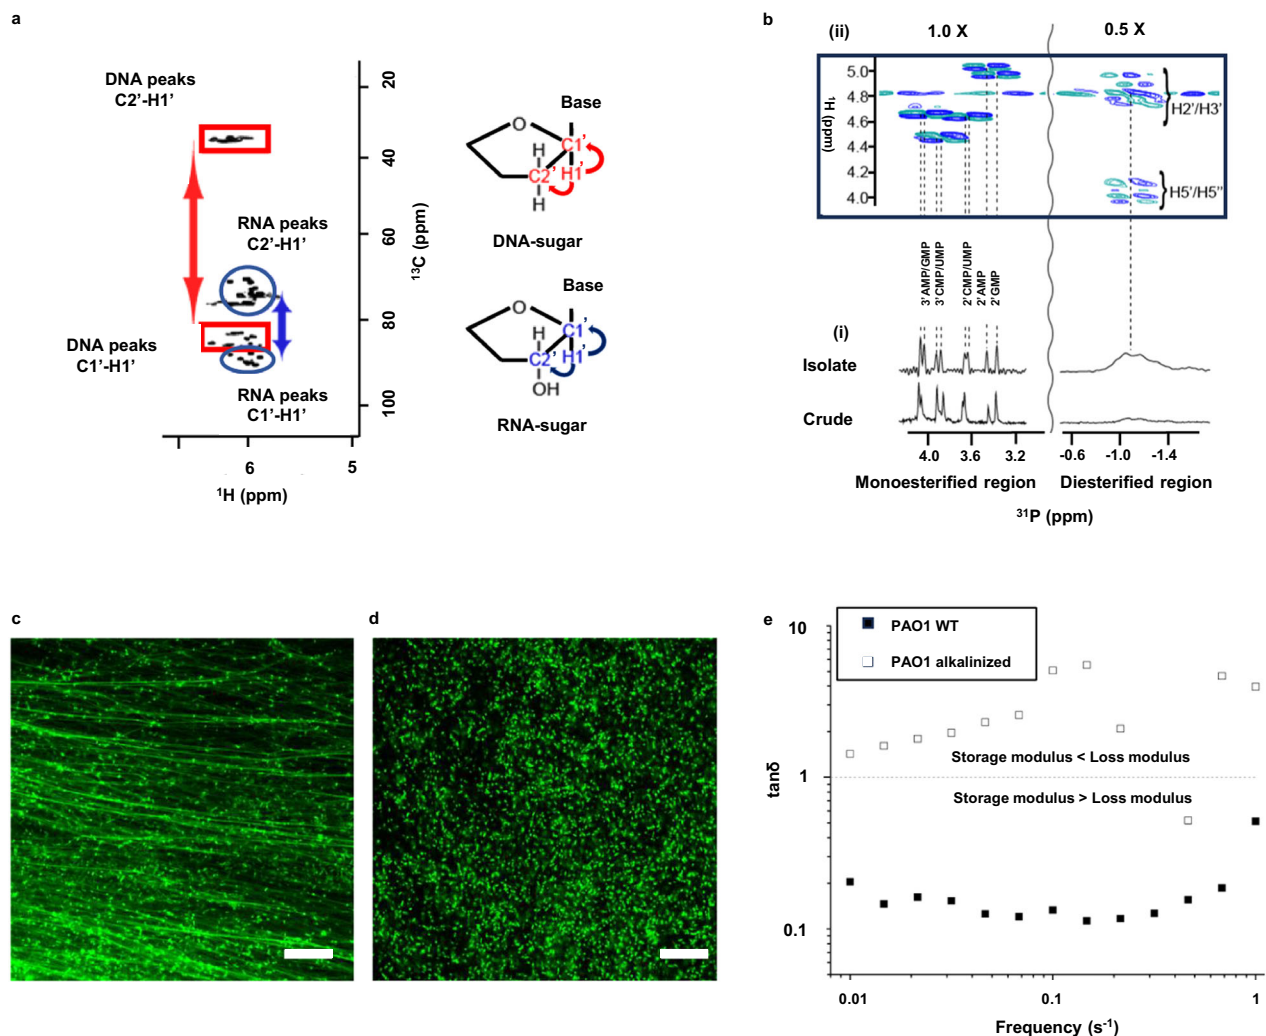 a
DNA peaks
C2’-H1’
RNA peaks
C2’-H1’
DNA peaks
C1’-H1’
RNA peaks
C1’-H1’
20
40
60
80
100
¹³C (ppm)
6
5
¹H (ppm)
Base
O
H
C1’
C2’
H1’
H
DNA-sugar
Base
O
H
C1’
C2’
H1’
OH
RNA-sugar
b
(ii)
1.0 X
0.5 X
5.0
4.8
4.6
4.4
4.2
4.0
¹H (ppm)
H2'/H3'
H5'/H5''
3’ AMP/GMP
3’ CMP/UMP
2’ CMP/UMP
2’ AMP
2’ GMP
(i)
Isolate
Crude
4.0
3.6
3.2
-0.6
-1.0
-1.4
Monoesterified region
Diesterified region
³¹P (ppm)
c
d
e
PAO1 WT
PAO1 alkalinized
10
1
0.1
tanδ
Storage modulus < Loss modulus
Storage modulus > Loss modulus
0.01
0.1
1
Frequency (s⁻¹)